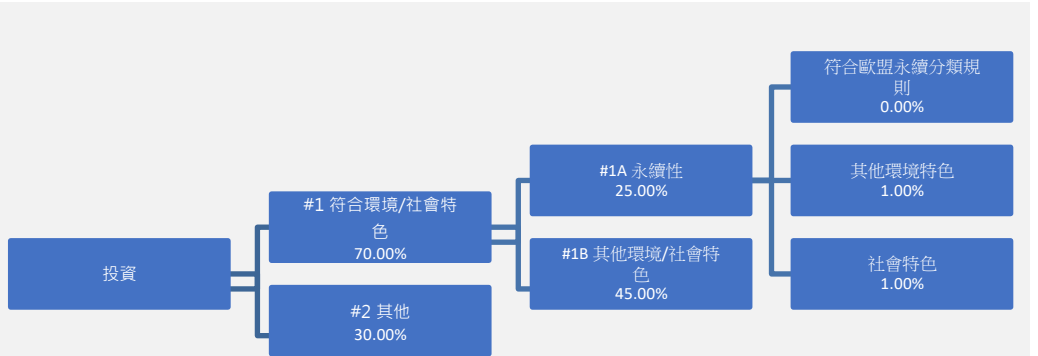 符合歐盟永續分類規
則
0.00%
#1A 永續性
25.00%
其他環境特色
1.00%
#1 符合環境/社會特
色
70.00%
#1B 其他環境/社會特
色
45.00%
社會特色
1.00%
投資
#2 其他
30.00%